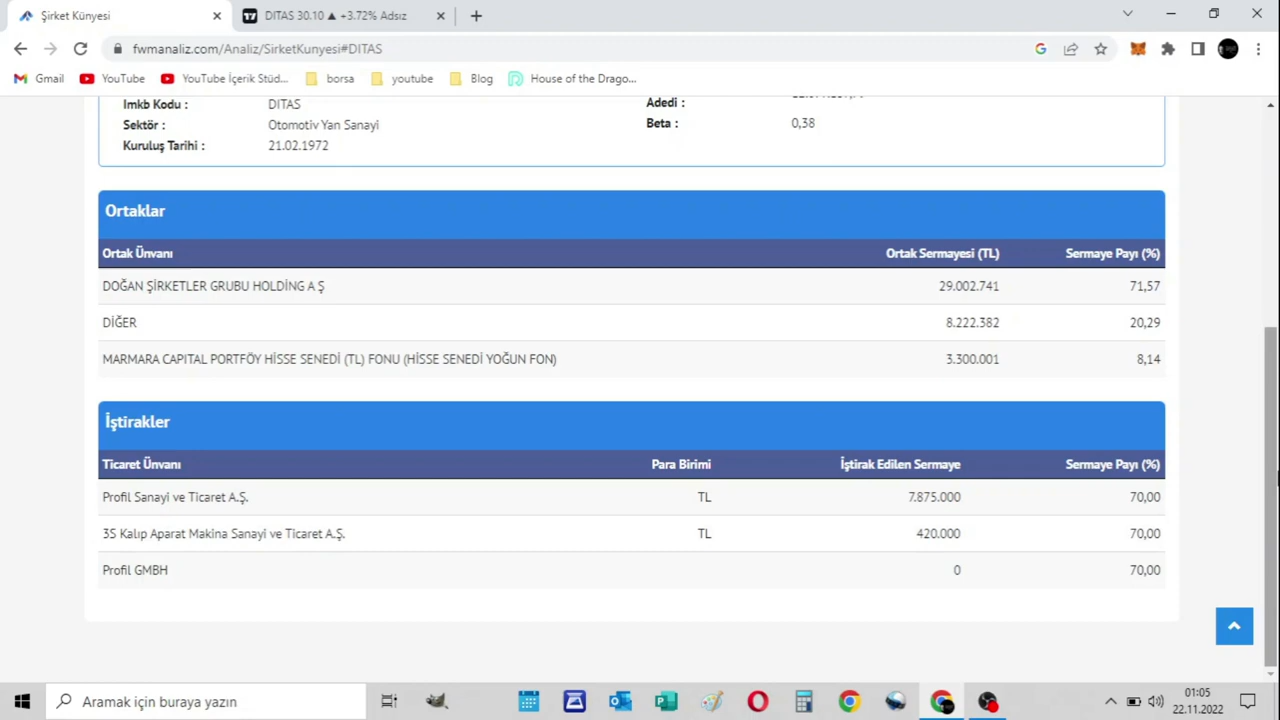 Şirket Künyesi
DITAS 30.10 ▲ +3.72% Adsız
fwmanaliz.com/Analiz/SirketKunyesi#DITAS
Gmail YouTube YouTube İçerik Stüd... borsa youtube Blog House of the Drago...
Imkb Kodu : DITAS Adedi :
Sektör : Otomotiv Yan Sanayi Beta : 0,38
Kuruluş Tarihi : 21.02.1972
Ortaklar
Ortak Ünvanı Ortak Sermayesi (TL) Sermaye Payı (%)
DOĞAN ŞİRKETLER GRUBU HOLDİNG A Ş 29.002.741 71,57
DİĞER 8.222.382 20,29
MARMARA CAPITAL PORTFÖY HİSSE SENEDİ (TL) FONU (HİSSE SENEDİ YOĞUN FON) 3.300.001 8,14
İştirakler
Ticaret Ünvanı Para Birimi İştirak Edilen Sermaye Sermaye Payı (%)
Profil Sanayi ve Ticaret A.Ş. TL 7.875.000 70,00
3S Kalıp Aparat Makina Sanayi ve Ticaret A.Ş. TL 420.000 70,00
Profil GMBH 0 70,00
Aramak için buraya yazın
01:05
22.11.2022